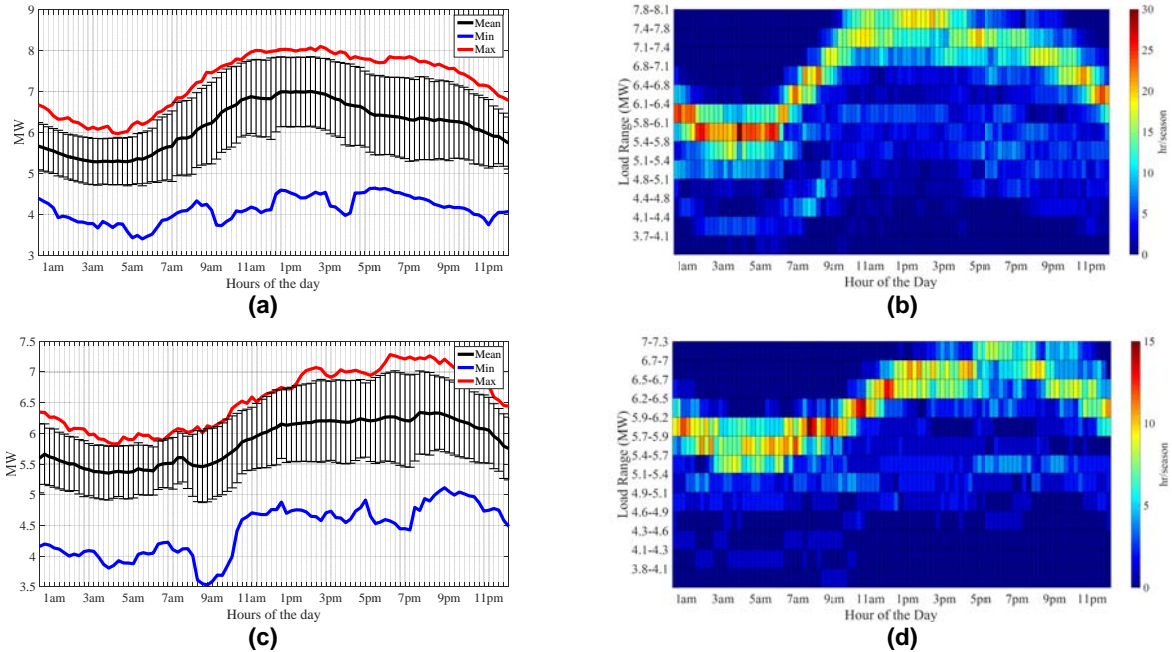 9
8
7
6
5
4
3
MW
Mean
Min
Max
1am 3am 5am 7am 9am 11am 1pm 3pm 5pm 7pm 9pm 11pm
Hours of the day
(a)
7.8–8.1
7.4–7.8
7.1–7.4
6.8–7.1
6.4–6.8
6.1–6.4
5.8–6.1
5.4–5.8
5.1–5.4
4.8–5.1
4.4–4.8
4.1–4.4
3.7–4.1
Load Range (MW)
1am 3am 5am 7am 9am 11am 1pm 3pm 5pm 7pm 9pm 11pm
Hour of the Day
30
25
20
15
10
5
0
hr/season
(b)
7.5
7
6.5
6
5.5
5
4.5
4
3.5
MW
Mean
Min
Max
1am 3am 5am 7am 9am 11am 1pm 3pm 5pm 7pm 9pm 11pm
Hours of the day
(c)
7–7.3
6.7–7
6.5–6.7
6.2–6.5
5.9–6.2
5.7–5.9
5.4–5.7
5.1–5.4
4.9–5.1
4.6–4.9
4.3–4.6
4.1–4.3
3.8–4.1
Load Range (MW)
1am 3am 5am 7am 9am 11am 1pm 3pm 5pm 7pm 9pm 11pm
Hour of the Day
15
10
5
0
hr/season
(d)